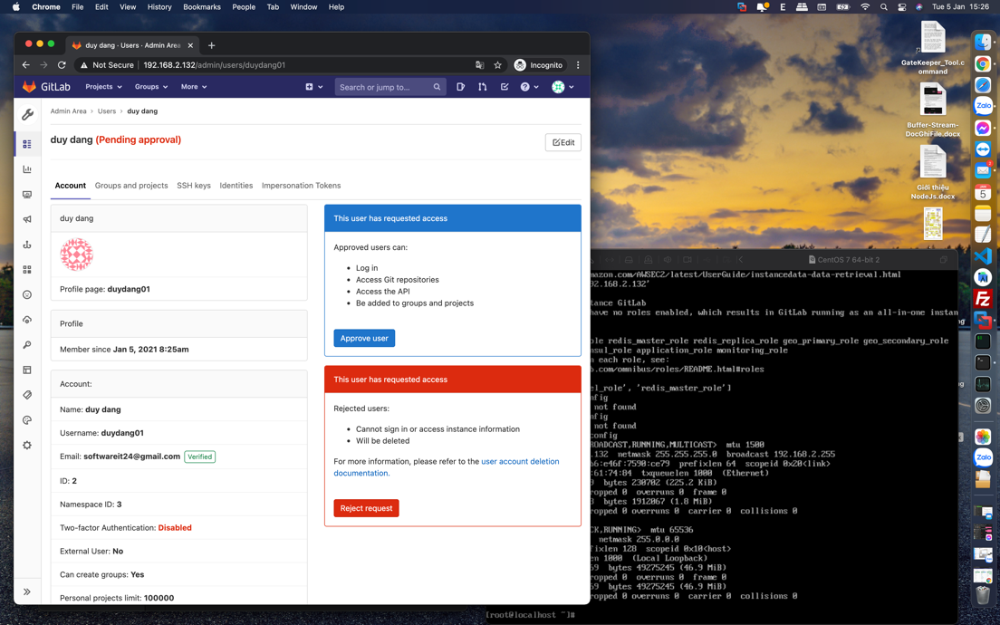 Chrome File Edit View History Bookmarks People Tab Window Help
Tue 5 Jan 15:26
duy dang · Users · Admin Area
Not Secure | 192.168.2.132/admin/users/duydang01
Incognito
GitLab Projects Groups More
Search or jump to...
Admin Area > Users > duy dang
duy dang (Pending approval)
Edit
Account Groups and projects SSH keys Identities Impersonation Tokens
duy dang
Profile page: duydang01
Profile
Member since Jan 5, 2021 8:25am
Account:
Name: duy dang
Username: duydang01
Email: softwareit24@gmail.com Verified
ID: 2
Namespace ID: 3
Two-factor Authentication: Disabled
External User: No
Can create groups: Yes
Personal projects limit: 100000
This user has requested access
Approved users can:
• Log in
• Access Git repositories
• Access the API
• Be added to groups and projects
Approve user
This user has requested access
Rejected users:
• Cannot sign in or access instance information
• Will be deleted
For more information, please refer to the user account deletion
documentation.
Reject request
GateKeeper_Tool.c
ommand
Buffer-Stream-
DocGhiFile.docx
Giới thiệu
NodeJs.docx
CentOS 7 64-bit 2
mazon.com/AWSEC2/latest/UserGuide/instancedata-data-retrieval.html
92.168.2.132'
tance GitLab
have no roles enabled, which results in GitLab running as an all-in-one instan
ole redis_master_role redis_replica_role geo_primary_role geo_secondary_role
nsul_role application_role monitoring_role
n each role, see:
b.com/omnibus/roles/README.html#roles
el_role', 'redis_master_role']
nfig
not found
nfig
not found
config
ROADCAST,RUNNING,MULTICAST> mtu 1500
.132 netmask 255.255.255.0 broadcast 192.168.2.255
b6:e46f:7590:ce79 prefixlen 64 scopeid 0x20<link>
:61:74:84 txqueuelen 1000 (Ethernet)
9 bytes 230702 (225.2 KiB)
ropped 0 overruns 0 frame 0
3 bytes 1912067 (1.8 MiB)
ropped 0 overruns 0 carrier 0 collisions 0
CK,RUNNING> mtu 65536
netmask 255.0.0.0
fixlen 128 scopeid 0x10<host>
en 1000 (Local Loopback)
69 bytes 49275245 (46.9 MiB)
ropped 0 overruns 0 frame 0
69 bytes 49275245 (46.9 MiB)
ropped 0 overruns 0 carrier 0 collisions 0
[root@localhost ~]#